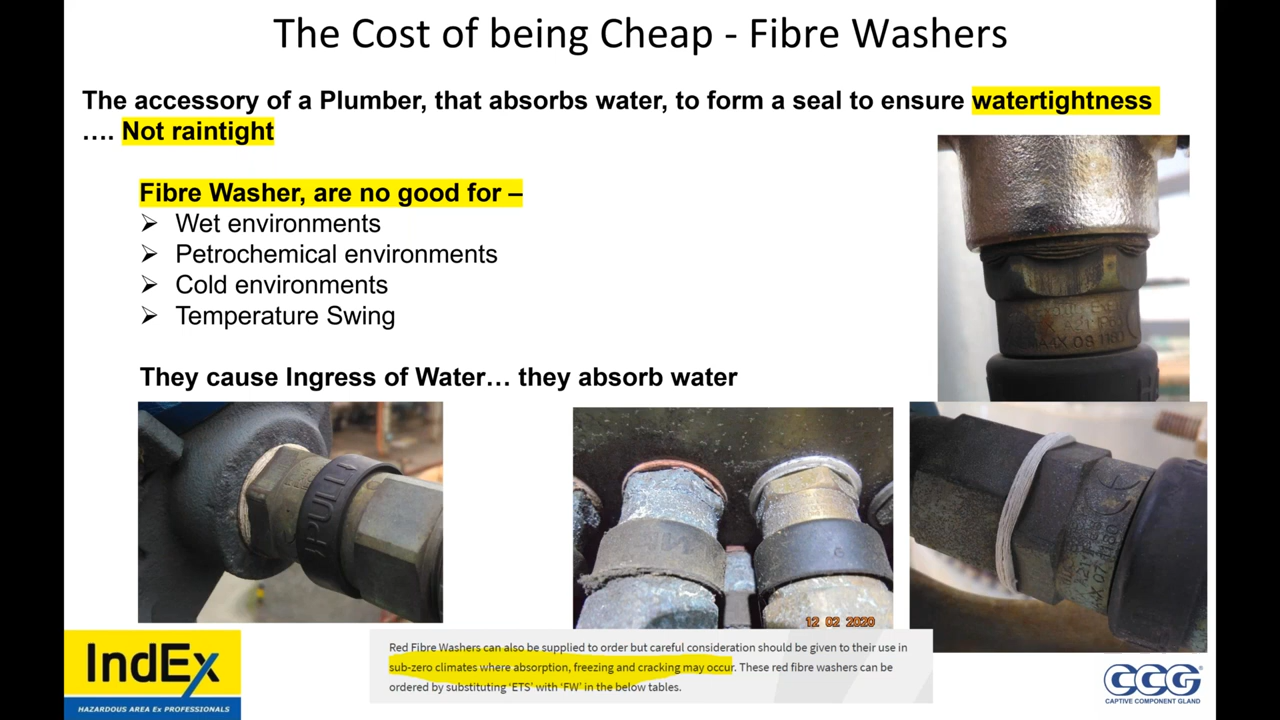 The Cost of being Cheap - Fibre Washers
The accessory of a Plumber, that absorbs water, to form a seal to ensure watertightness
…. Not raintight
Fibre Washer, are no good for –
➢ Wet environments
➢ Petrochemical environments
➢ Cold environments
➢ Temperature Swing
They cause Ingress of Water… they absorb water
PULL
12 02 2020
Red Fibre Washers can also be supplied to order but careful consideration should be given to their use in
sub-zero climates where absorption, freezing and cracking may occur. These red fibre washers can be
ordered by substituting ‘ETS’ with ‘FW’ in the below tables.
IndEx
HAZARDOUS AREA Ex PROFESSIONALS
CCG®
CAPTIVE COMPONENT GLAND